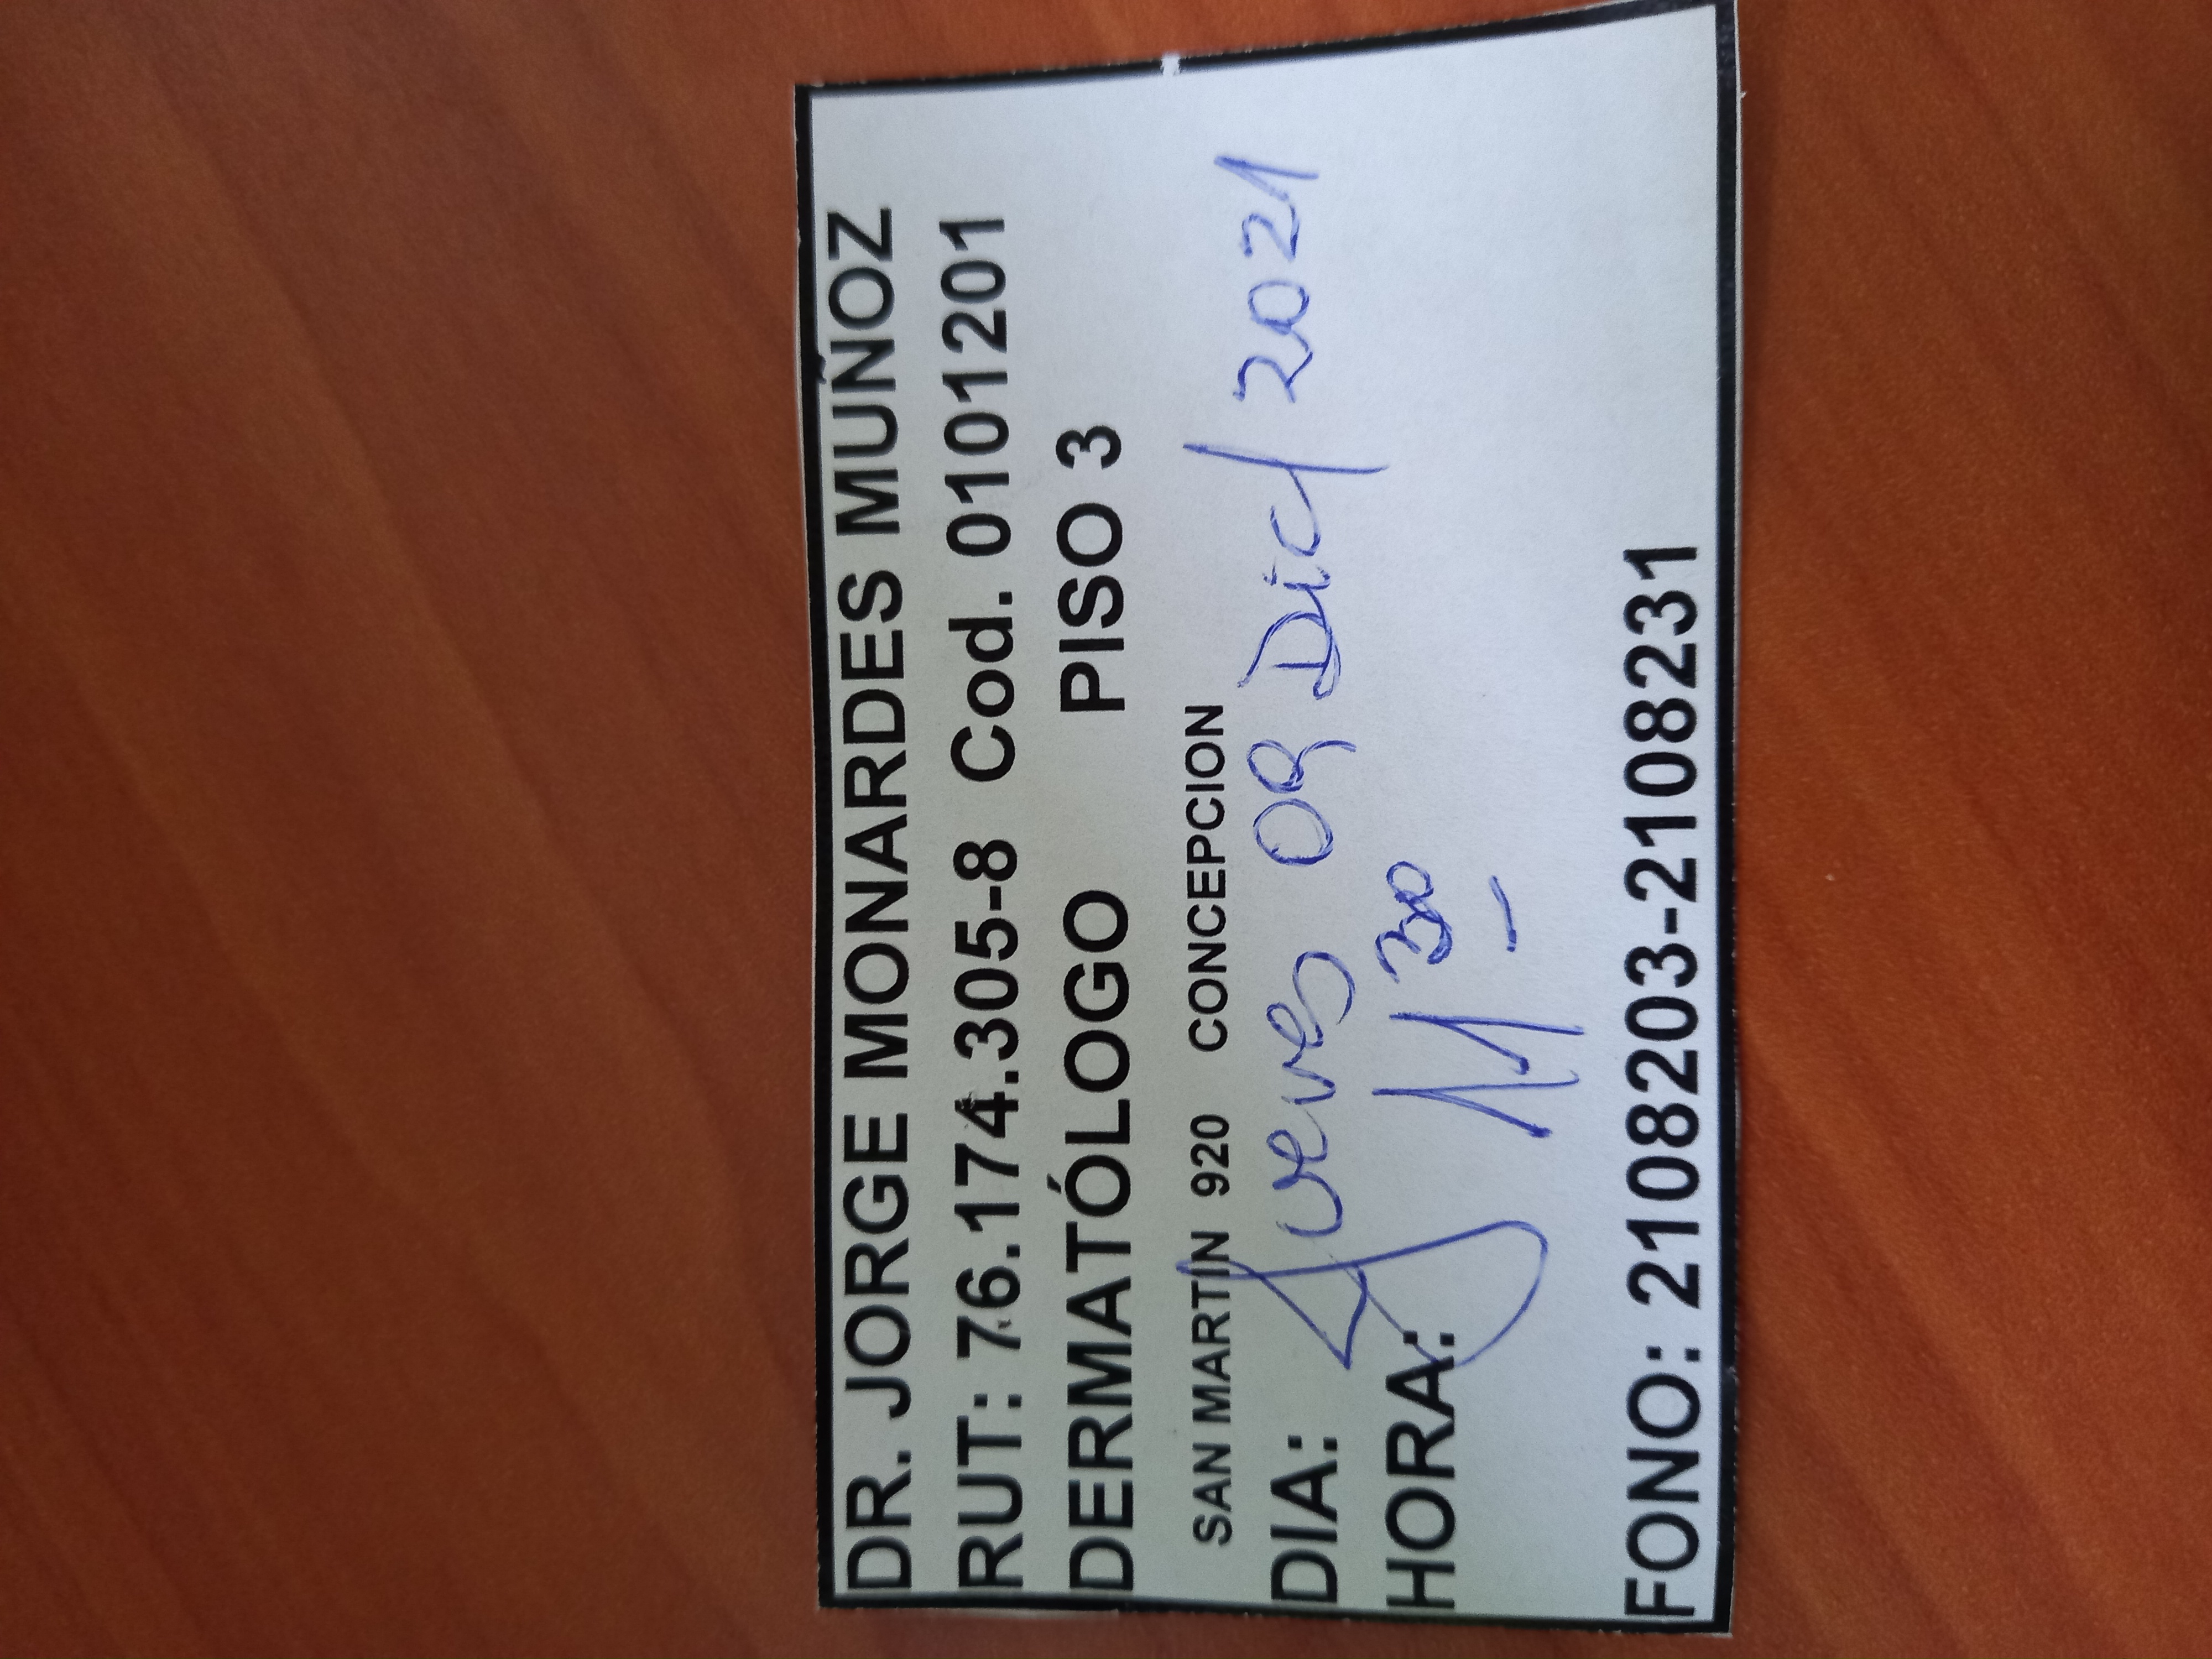 DR. JORGE MONARDES MUÑOZ
RUT: 76.174.305-8 Cod. 0101201
DERMATÓLOGO PISO 3
SAN MARTIN 920 CONCEPCION
DIA: Jueves 09 Dic/ 2021
HORA: 11 30
FONO: 2108203-2108231